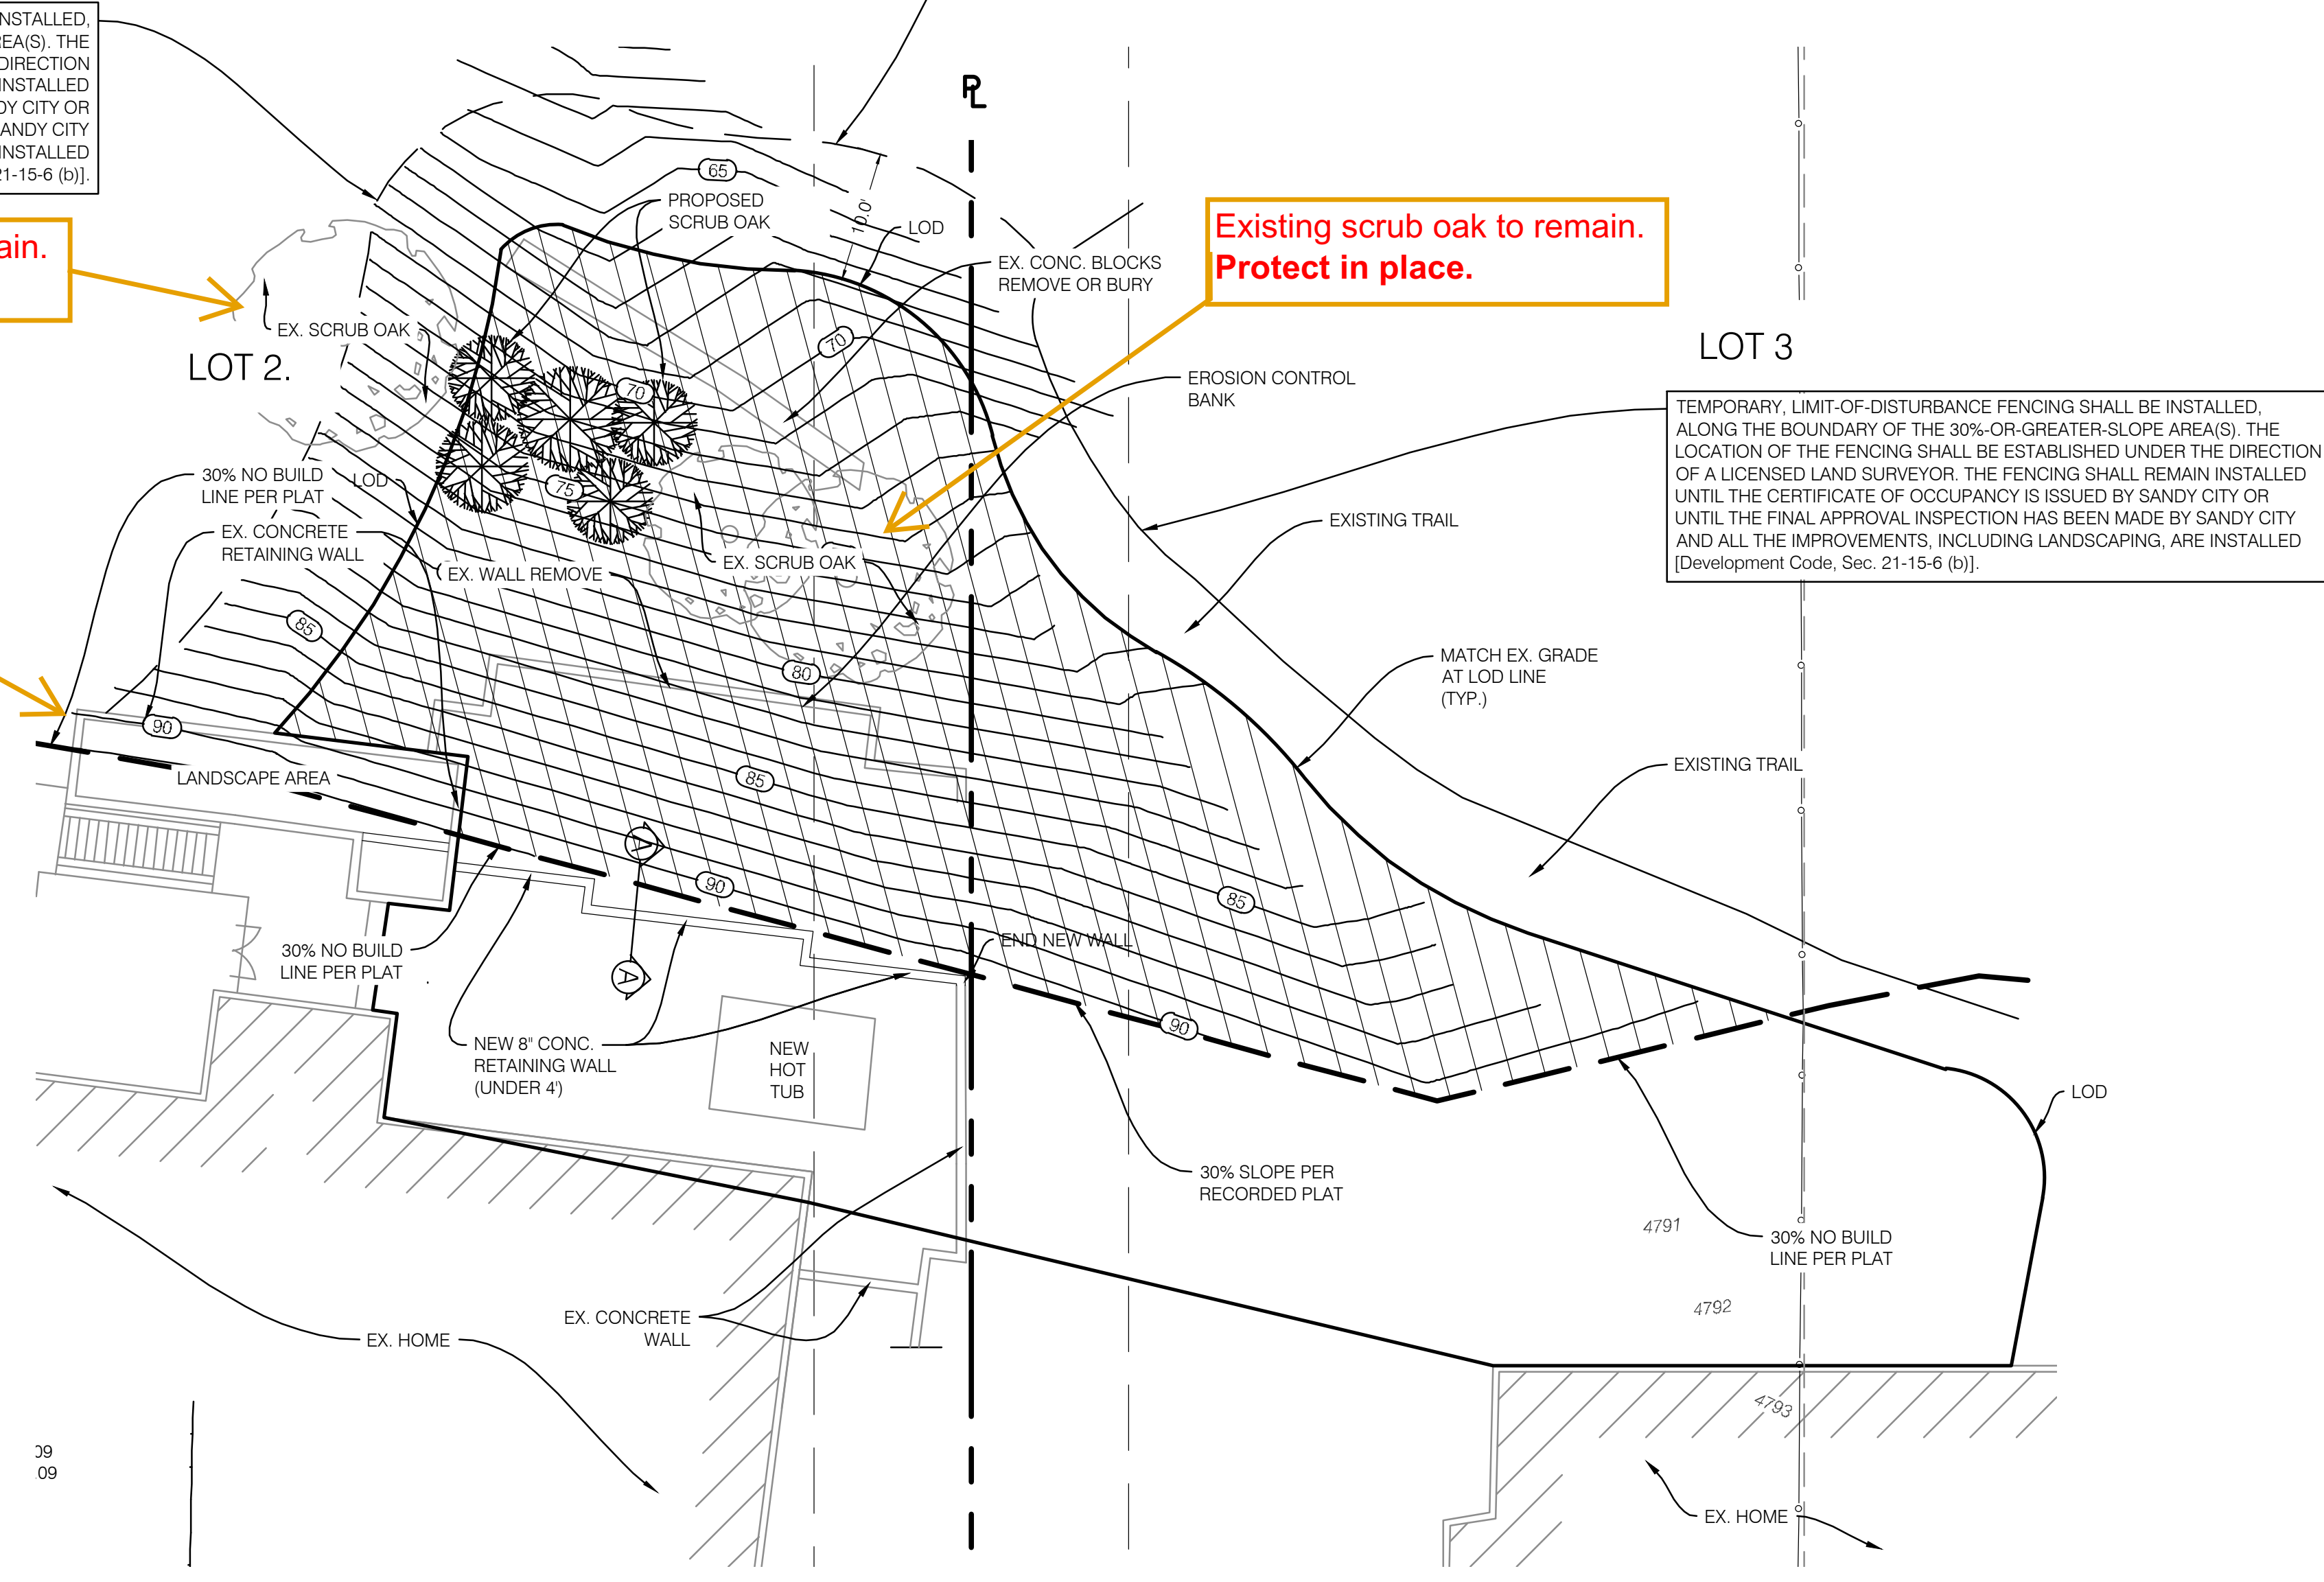 INSTALLED,
REA(S). THE
DIRECTION
INSTALLED
DY CITY OR
SANDY CITY
INSTALLED
21-15-6 (b)].
ain.
PL
65
PROPOSED
SCRUB OAK
10.0'
LOD
Existing scrub oak to remain.
Protect in place.
EX. CONC. BLOCKS
REMOVE OR BURY
EX. SCRUB OAK
LOT 2.
70
70
LOT 3
EROSION CONTROL
BANK
TEMPORARY, LIMIT-OF-DISTURBANCE FENCING SHALL BE INSTALLED,
ALONG THE BOUNDARY OF THE 30%-OR-GREATER-SLOPE AREA(S). THE
LOCATION OF THE FENCING SHALL BE ESTABLISHED UNDER THE DIRECTION
OF A LICENSED LAND SURVEYOR. THE FENCING SHALL REMAIN INSTALLED
UNTIL THE CERTIFICATE OF OCCUPANCY IS ISSUED BY SANDY CITY OR
UNTIL THE FINAL APPROVAL INSPECTION HAS BEEN MADE BY SANDY CITY
AND ALL THE IMPROVEMENTS, INCLUDING LANDSCAPING, ARE INSTALLED
[Development Code, Sec. 21-15-6 (b)].
30% NO BUILD
LINE PER PLAT
LOD
75
EX. CONCRETE
RETAINING WALL
EXISTING TRAIL
EX. WALL REMOVE
EX. SCRUB OAK
85
80
MATCH EX. GRADE
AT LOD LINE
(TYP.)
90
LANDSCAPE AREA
85
EXISTING TRAIL
A
90
85
30% NO BUILD
LINE PER PLAT
END NEW WALL
A
90
NEW 8" CONC.
RETAINING WALL
(UNDER 4')
NEW
HOT
TUB
LOD
30% SLOPE PER
RECORDED PLAT
4791
30% NO BUILD
LINE PER PLAT
4792
EX. CONCRETE
WALL
EX. HOME
4793
09
09
EX. HOME